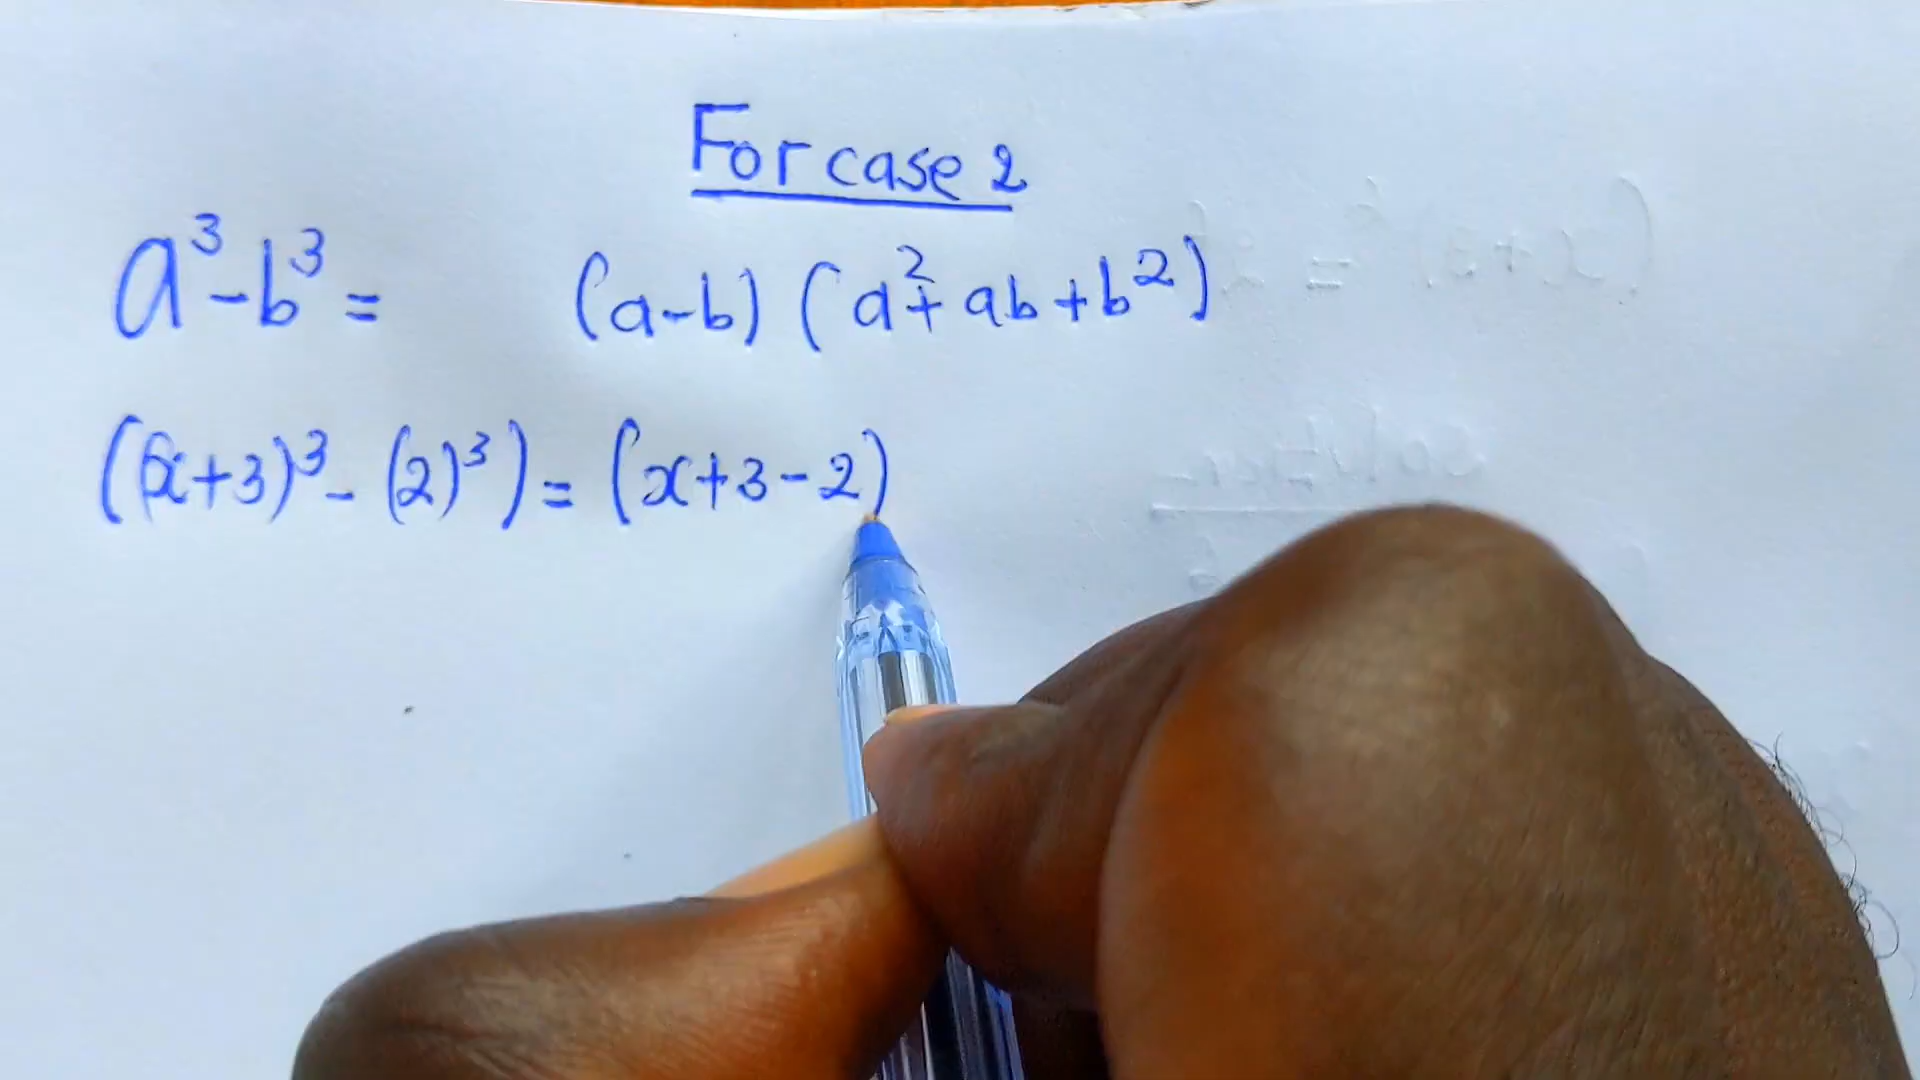 For case 2
a³-b³ = (a-b) (a²+ab+b²)
((x+3)³ - (2)³) = (x+3-2)